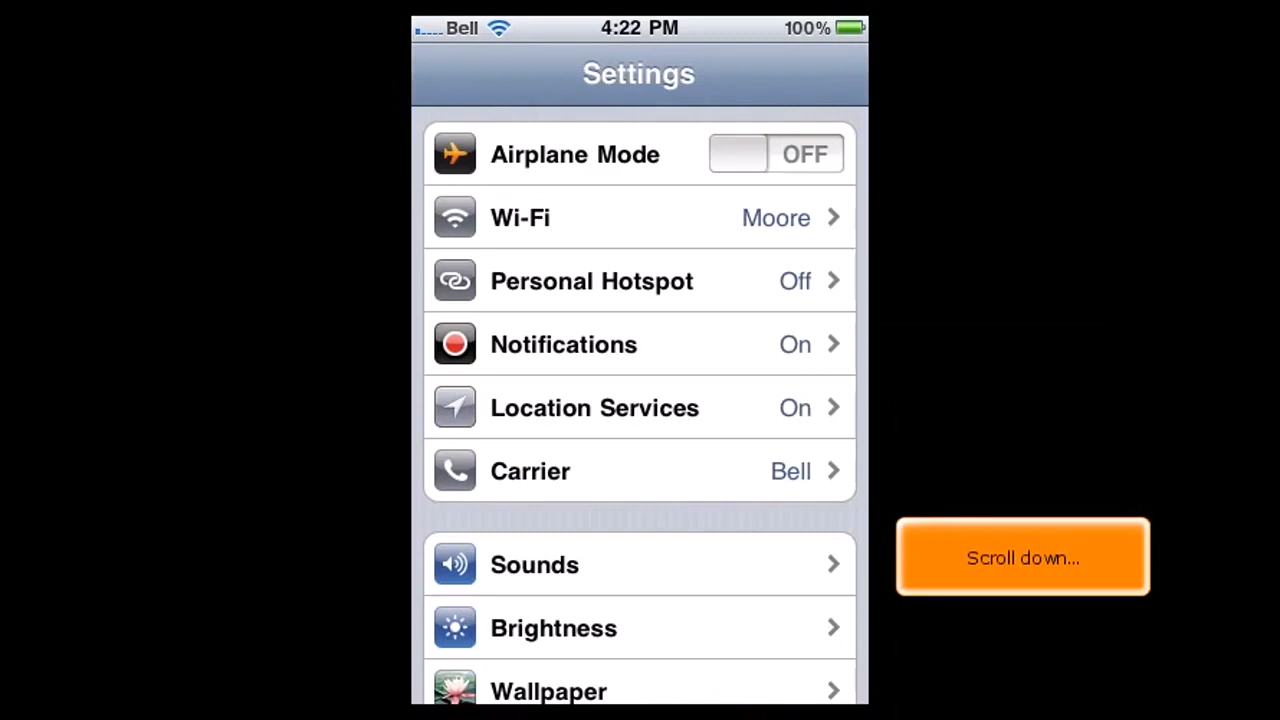 Bell 4:22 PM 100%
Settings
Airplane Mode OFF
Wi-Fi Moore
Personal Hotspot Off
Notifications On
Location Services On
Carrier Bell
Sounds
Scroll down...
Brightness
Wallpaper